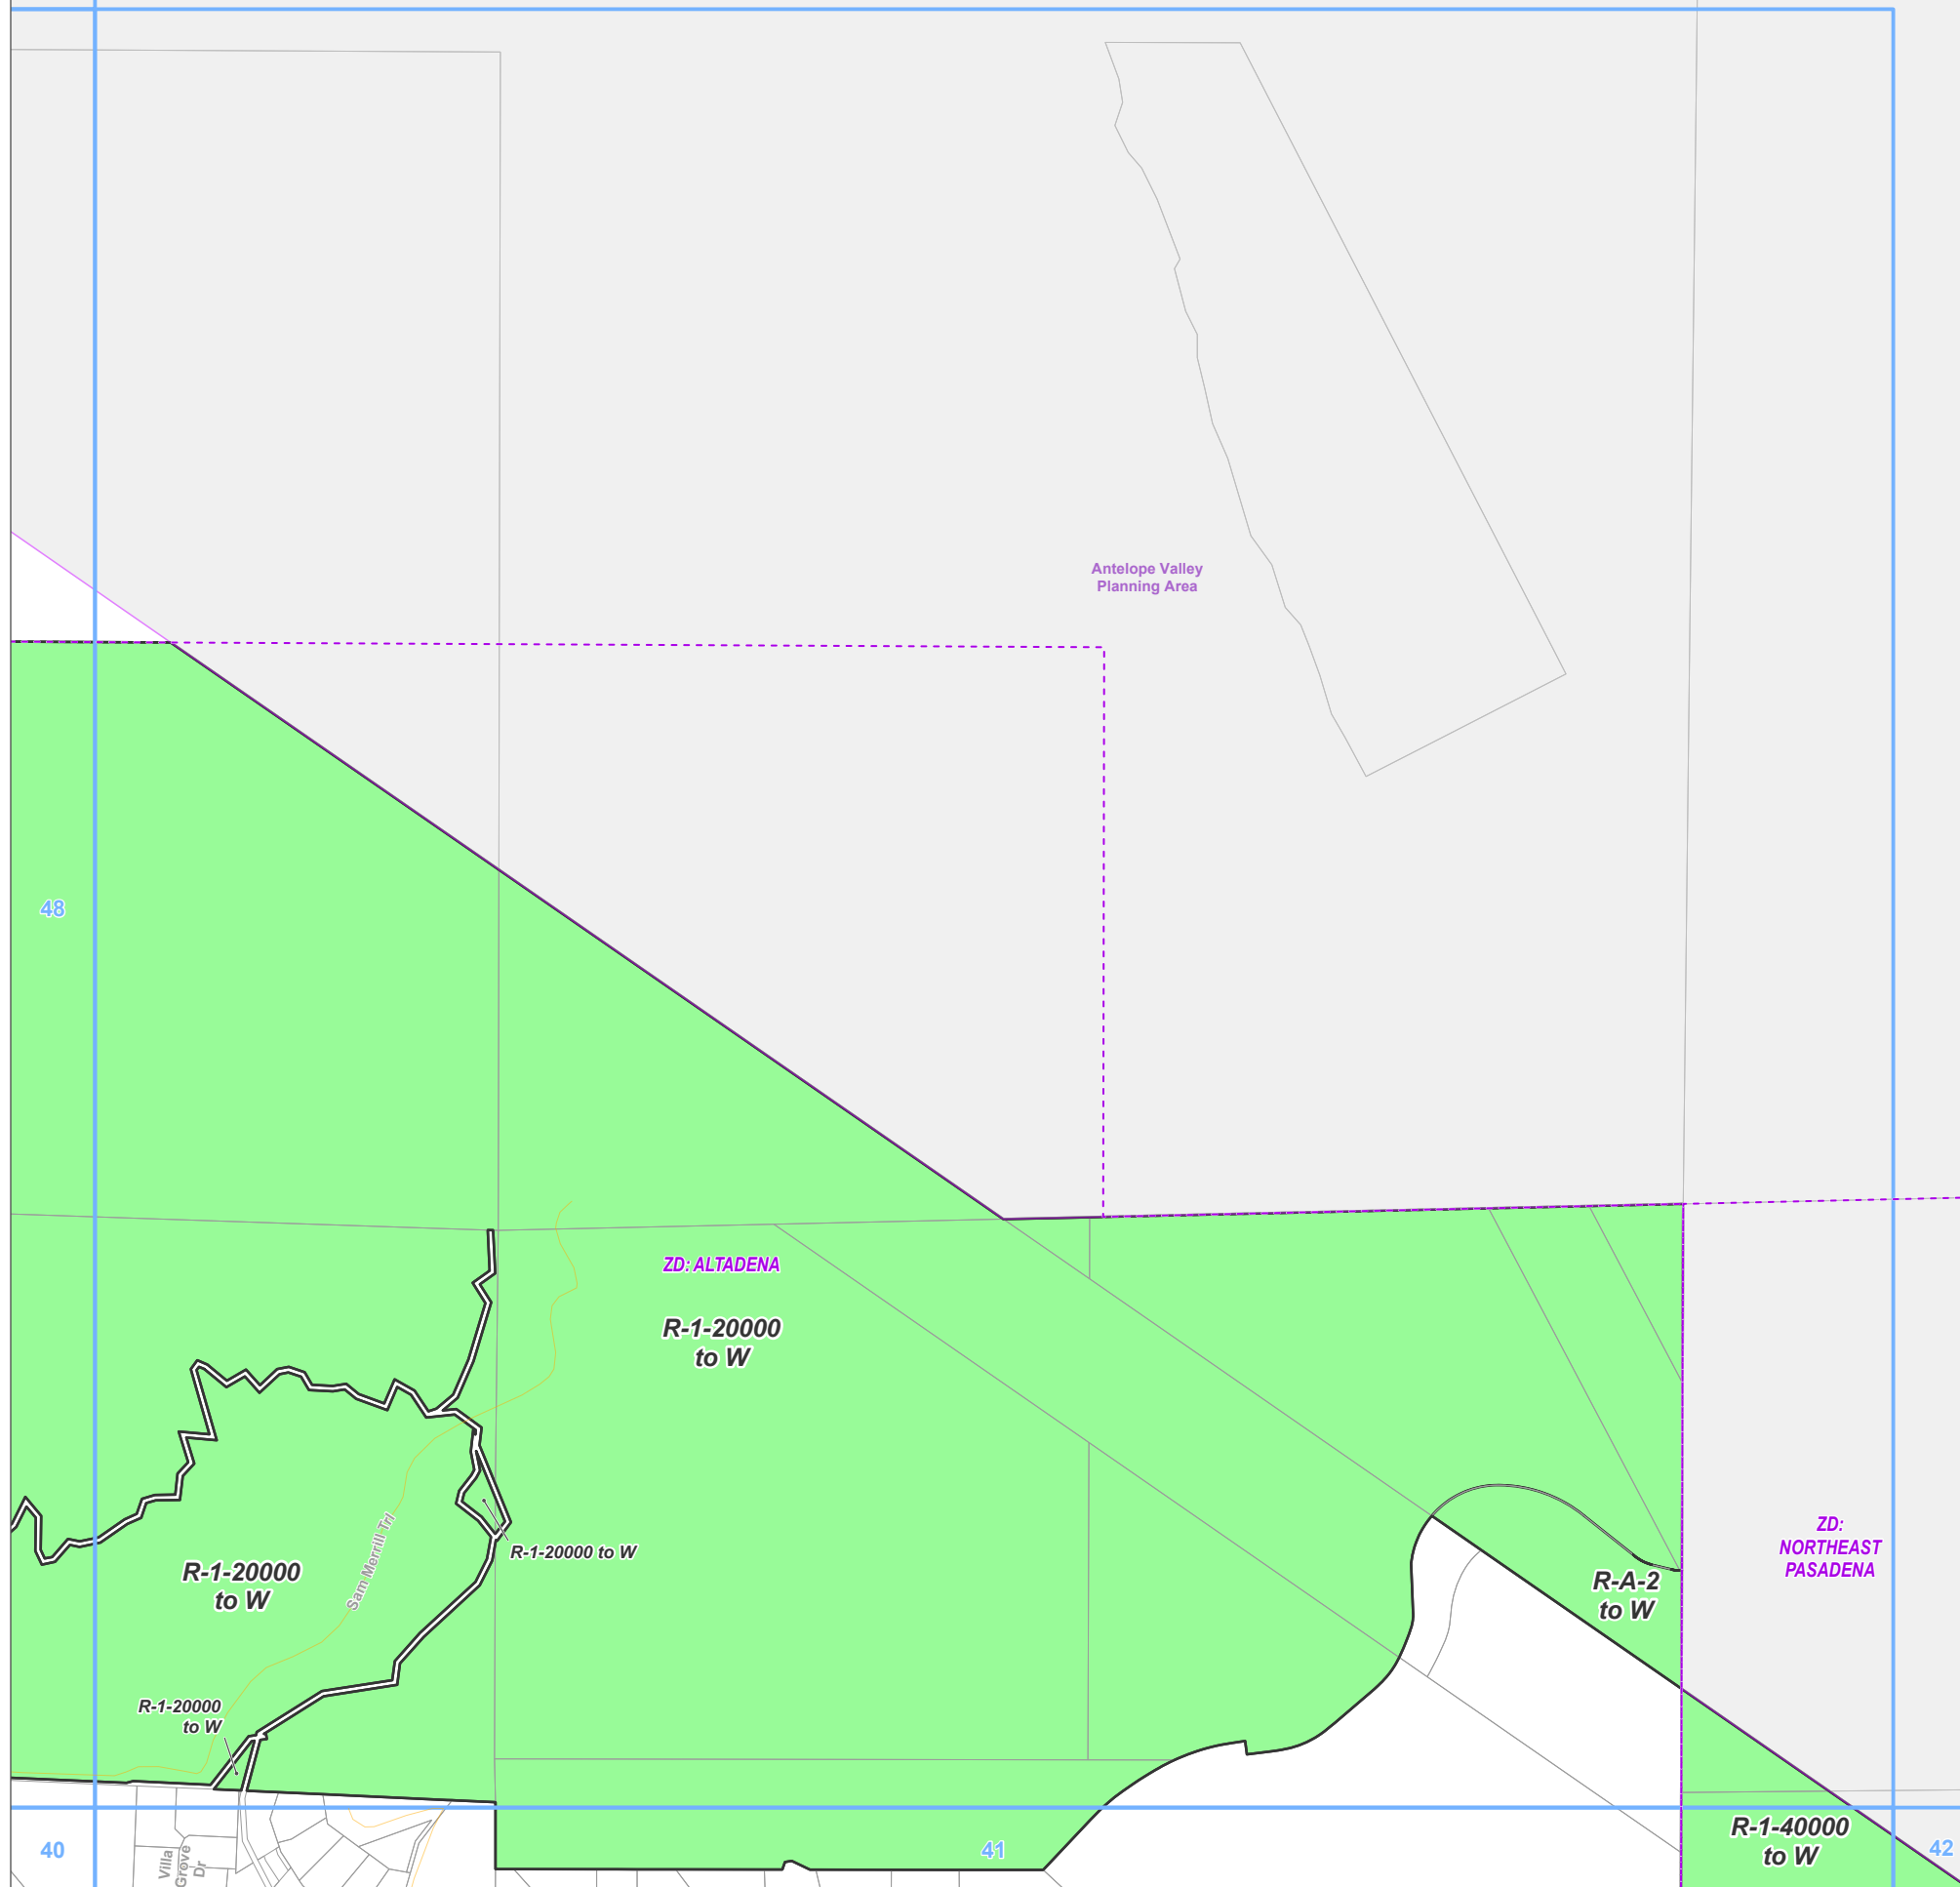 Antelope Valley
Planning Area
48
ZD: ALTADENA
R-1-20000
to W
ZD:
NORTHEAST
PASADENA
R-1-20000 to W
Sam Merrill Trl
R-1-20000
to W
R-A-2
to W
R-1-20000
to W
40
Villa
Grove
Dr
41
R-1-40000
to W
42